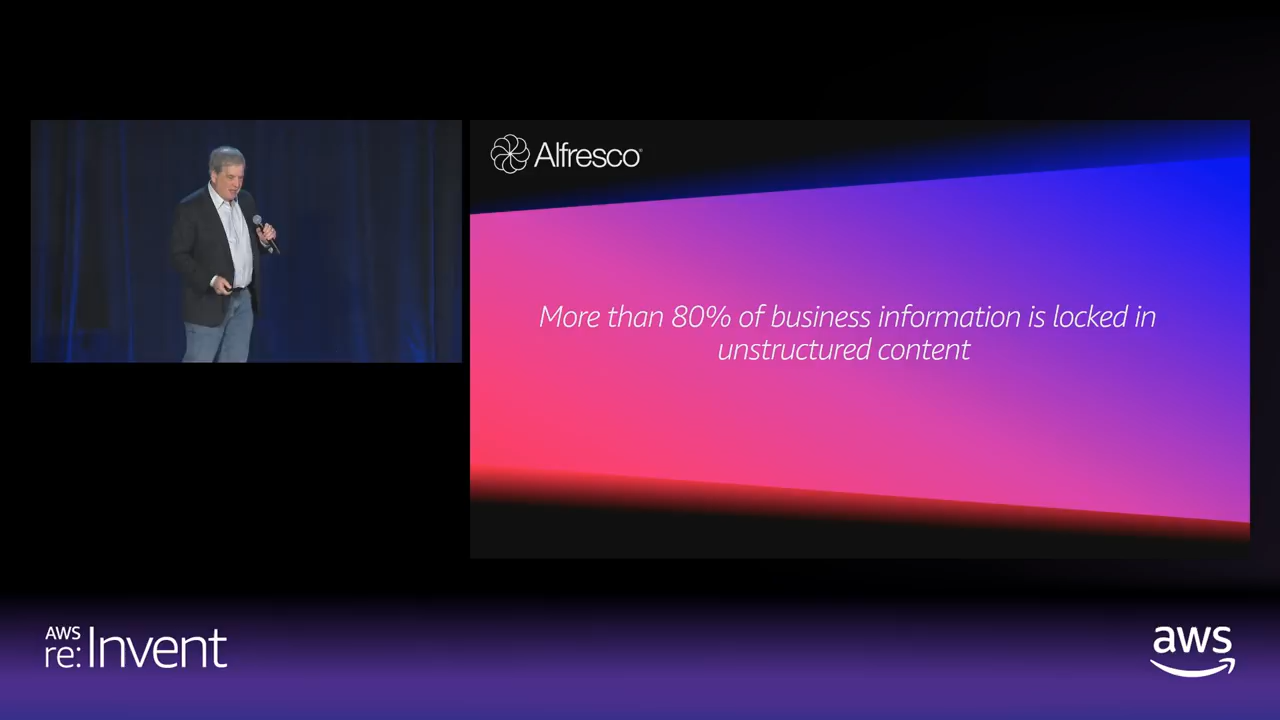 Alfresco®
More than 80% of business information is locked in
unstructured content
AWS
re:Invent
aws